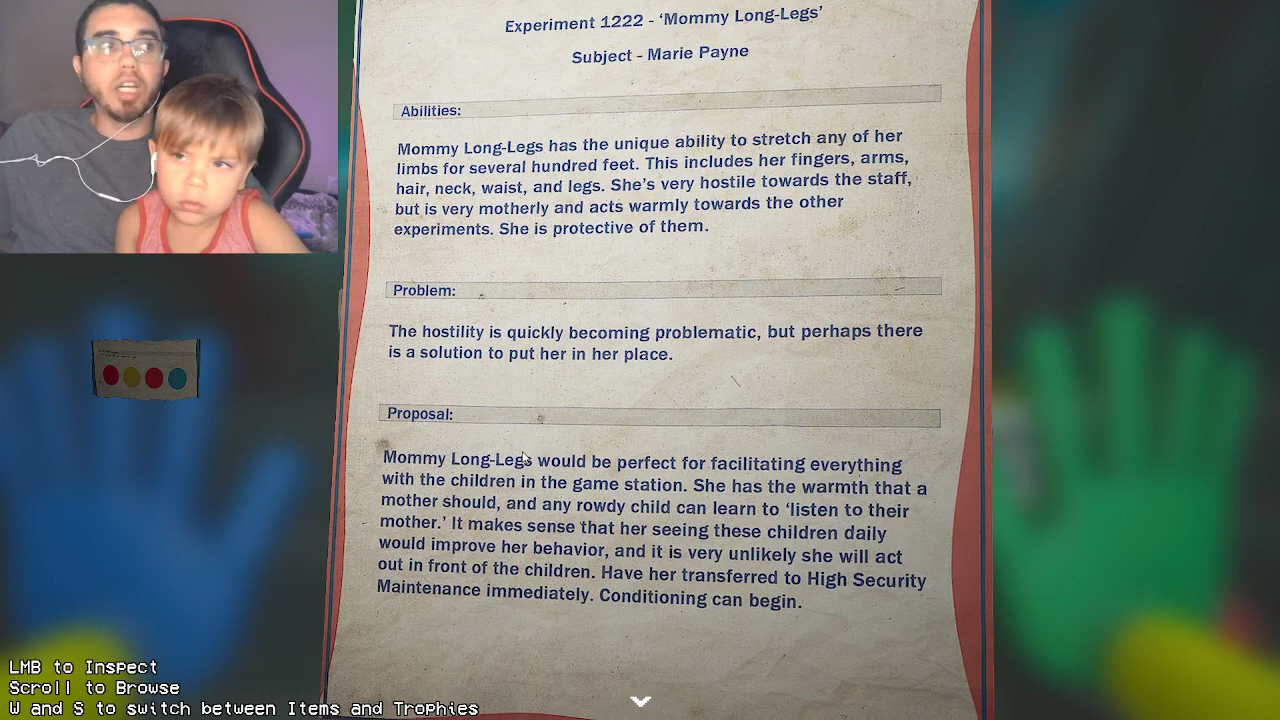 Experiment 1222 - ‘Mommy Long-Legs’
Subject - Marie Payne
Abilities:
Mommy Long-Legs has the unique ability to stretch any of her
limbs for several hundred feet. This includes her fingers, arms,
hair, neck, waist, and legs. She's very hostile towards the staff,
but is very motherly and acts warmly towards the other
experiments. She is protective of them.
Problem:
The hostility is quickly becoming problematic, but perhaps there
is a solution to put her in her place.
Proposal:
Mommy Long-Legs would be perfect for facilitating everything
with the children in the game station. She has the warmth that a
mother should, and any rowdy child can learn to ‘listen to their
mother.’ It makes sense that her seeing these children daily
would improve her behavior, and it is very unlikely she will act
out in front of the children. Have her transferred to High Security
Maintenance immediately. Conditioning can begin.
LMB to Inspect
Scroll to Browse
W and S to switch between Items and Trophies